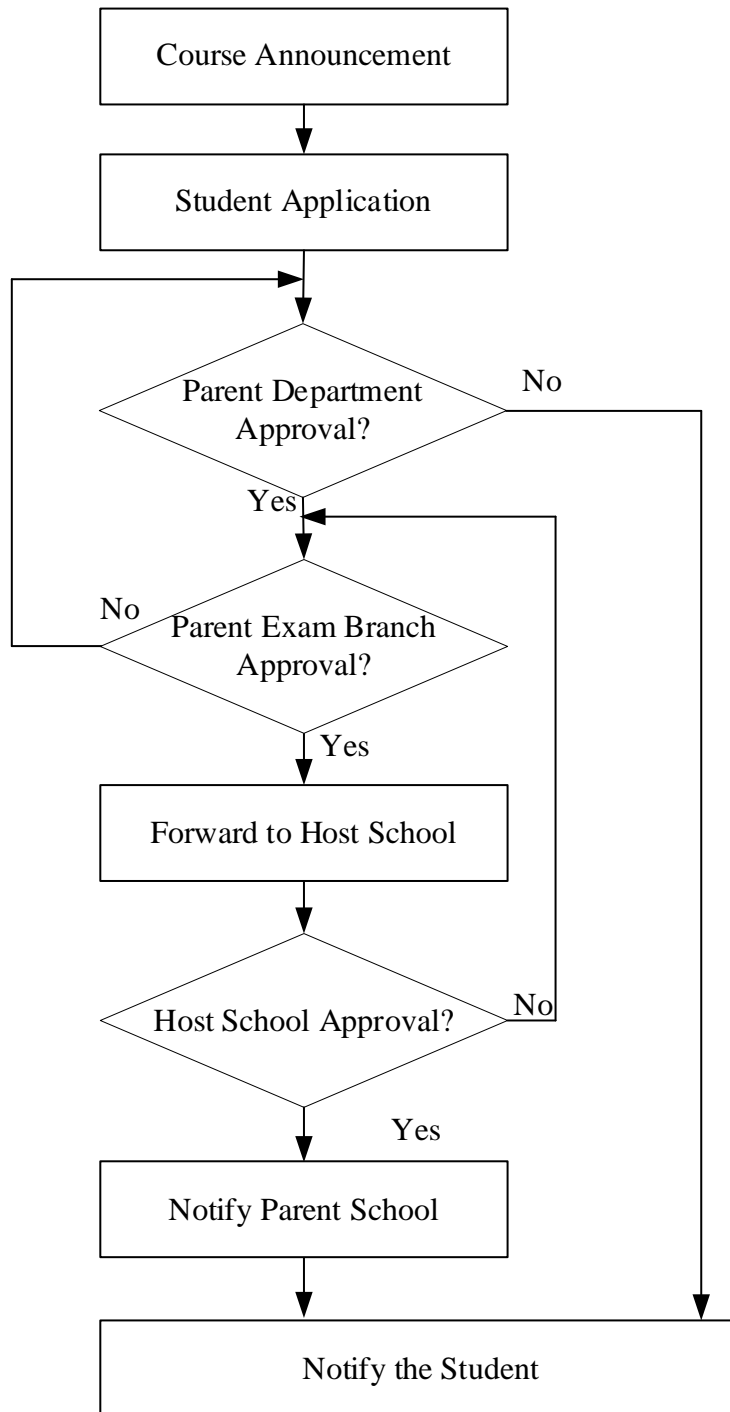 Course Announcement
Student Application
Parent Department
Approval?
No
Yes
No
Parent Exam Branch
Approval?
Yes
Forward to Host School
Host School Approval?
No
Yes
Notify Parent School
Notify the Student